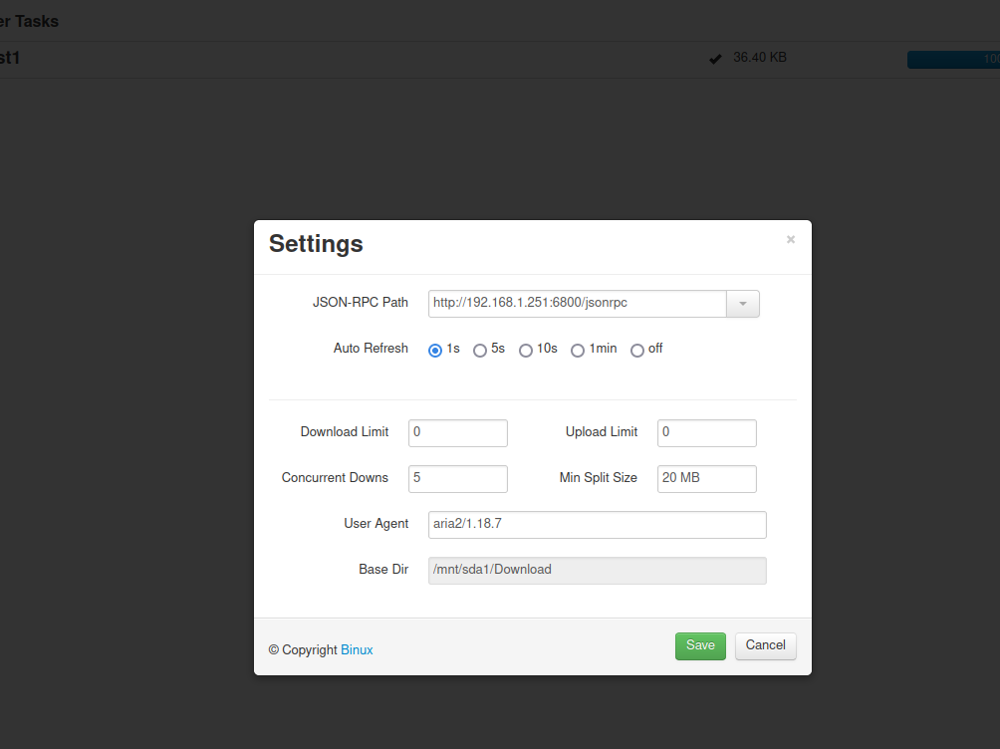 er Tasks
st1 36.40 KB 100
Settings ×
JSON-RPC Path http://192.168.1.251:6800/jsonrpc
Auto Refresh 1s 5s 10s 1min off
Download Limit 0 Upload Limit 0
Concurrent Downs 5 Min Split Size 20 MB
User Agent aria2/1.18.7
Base Dir /mnt/sda1/Download
© Copyright Binux Save Cancel